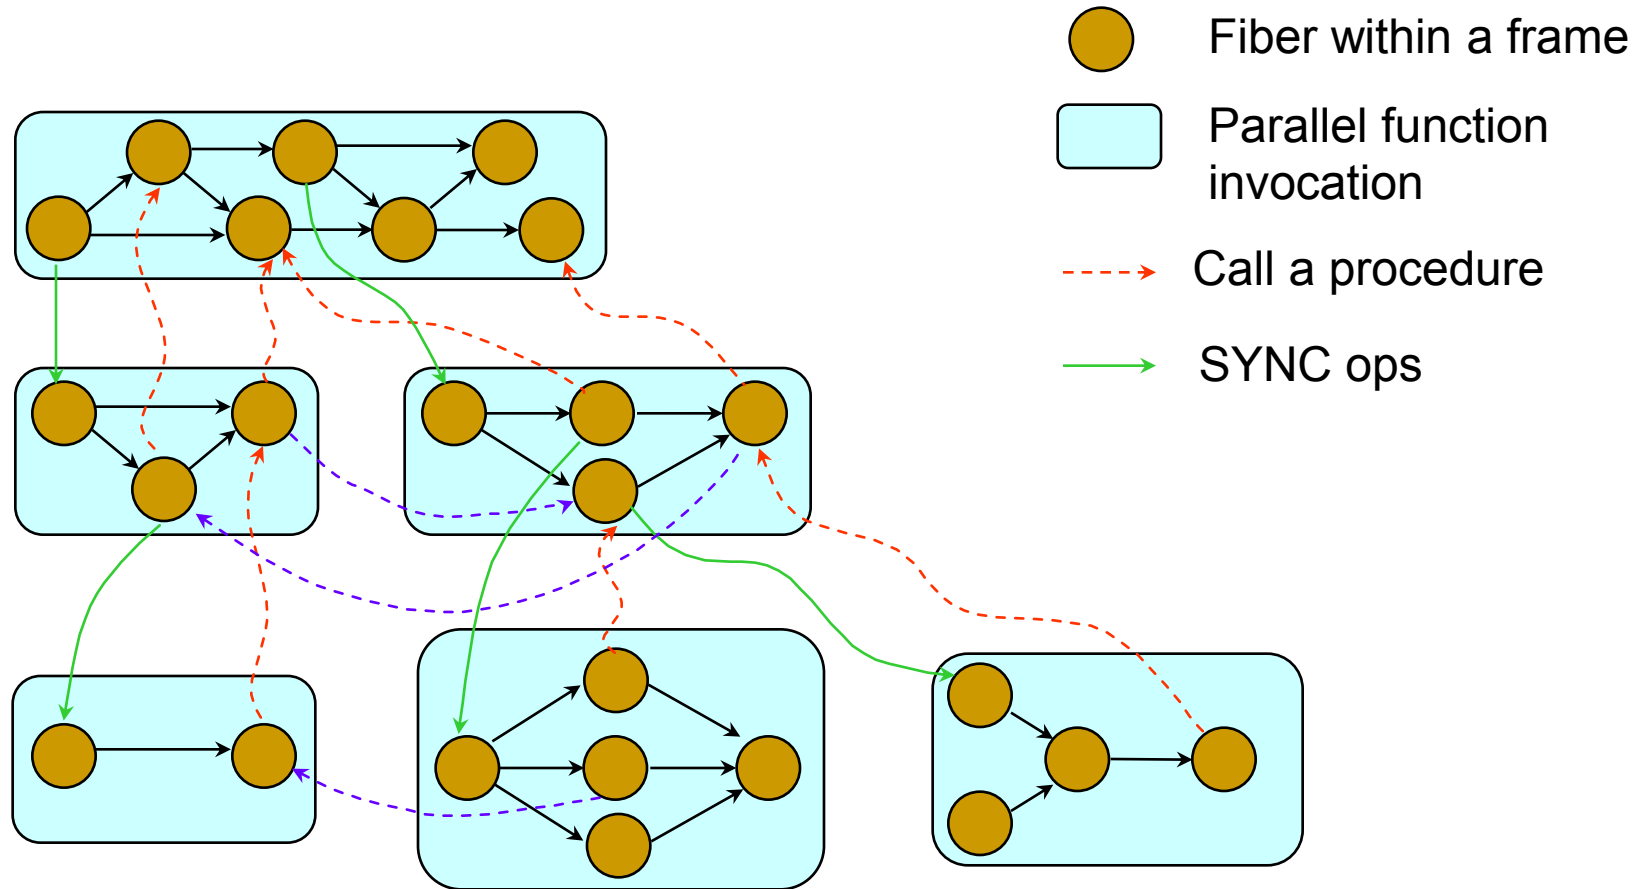 Fiber within a frame
Parallel function
invocation
Call a procedure
SYNC ops